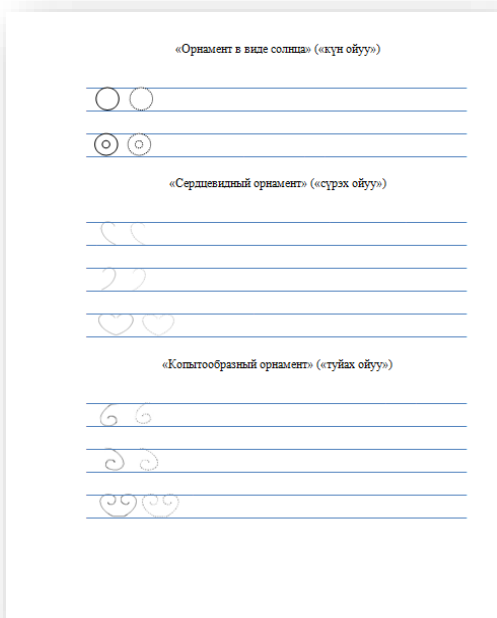 «Орнамент в виде солнца» («күн ойуу»)
«Сердцевидный орнамент» («сүрэх ойуу»)
«Копытообразный орнамент» («туйах ойуу»)